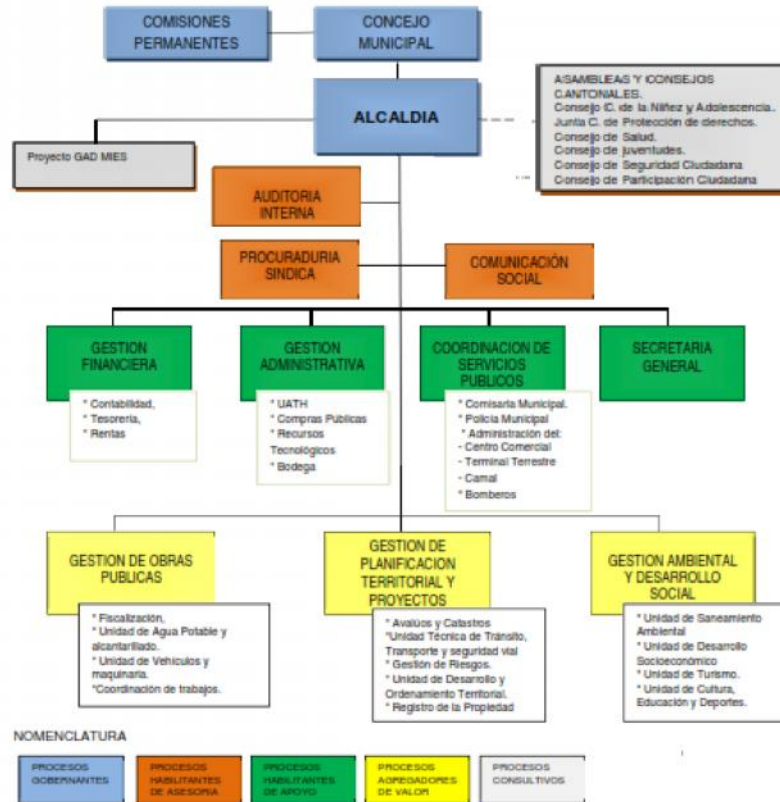 COMISIONES
PERMANENTES
CONCEJO
MUNICIPAL
ALCALDIA
ASAMBLEAS Y CONSEJOS
CANTONALES.
Consejo C. de la Niñez y Adolescencia.
Junta C. de Protección de derechos.
Consejo de Salud.
Consejo de juventudes.
Consejo de Seguridad Ciudadana
Consejo de Participación Ciudadana
Proyecto GAD MIES
AUDITORIA
INTERNA
PROCURADURIA
SINDICA
COMUNICACIÓN
SOCIAL
GESTION
FINANCIERA
* Contabilidad,
* Tesorería,
* Rentas
GESTION
ADMINISTRATIVA
* UATH
* Compras Públicas
* Recursos
Tecnológicos
* Bodega
COORDINACION DE
SERVICIOS
PUBLICOS
* Comisaría Municipal.
* Policía Municipal
* Administración del:
- Centro Comercial
- Terminal Terrestre
- Camal
* Bomberos
SECRETARIA
GENERAL
GESTION DE OBRAS
PUBLICAS
* Fiscalización,
* Unidad de Agua Potable y
alcantarillado.
* Unidad de Vehículos y
maquinaria.
*Coordinación de trabajos.
GESTION DE
PLANIFICACION
TERRITORIAL Y
PROYECTOS
* Avalúos y Catastros
*Unidad Técnica de Tránsito,
Transporte y seguridad vial
* Gestión de Riesgos.
* Unidad de Desarrollo y
Ordenamiento Territorial.
* Registro de la Propiedad
GESTION AMBIENTAL
Y DESARROLLO
SOCIAL
* Unidad de Saneamiento
Ambiental
* Unidad de Desarrollo
Socioeconómico
* Unidad de Turismo.
* Unidad de Cultura,
Educación y Deportes.
NOMENCLATURA
PROCESOS
GOBERNANTES
PROCESOS
HABILITANTES
DE ASESORIA
PROCESOS
HABILITANTES
DE APOYO
PROCESOS
AGREGADORES
DE VALOR
PROCESOS
CONSULTIVOS